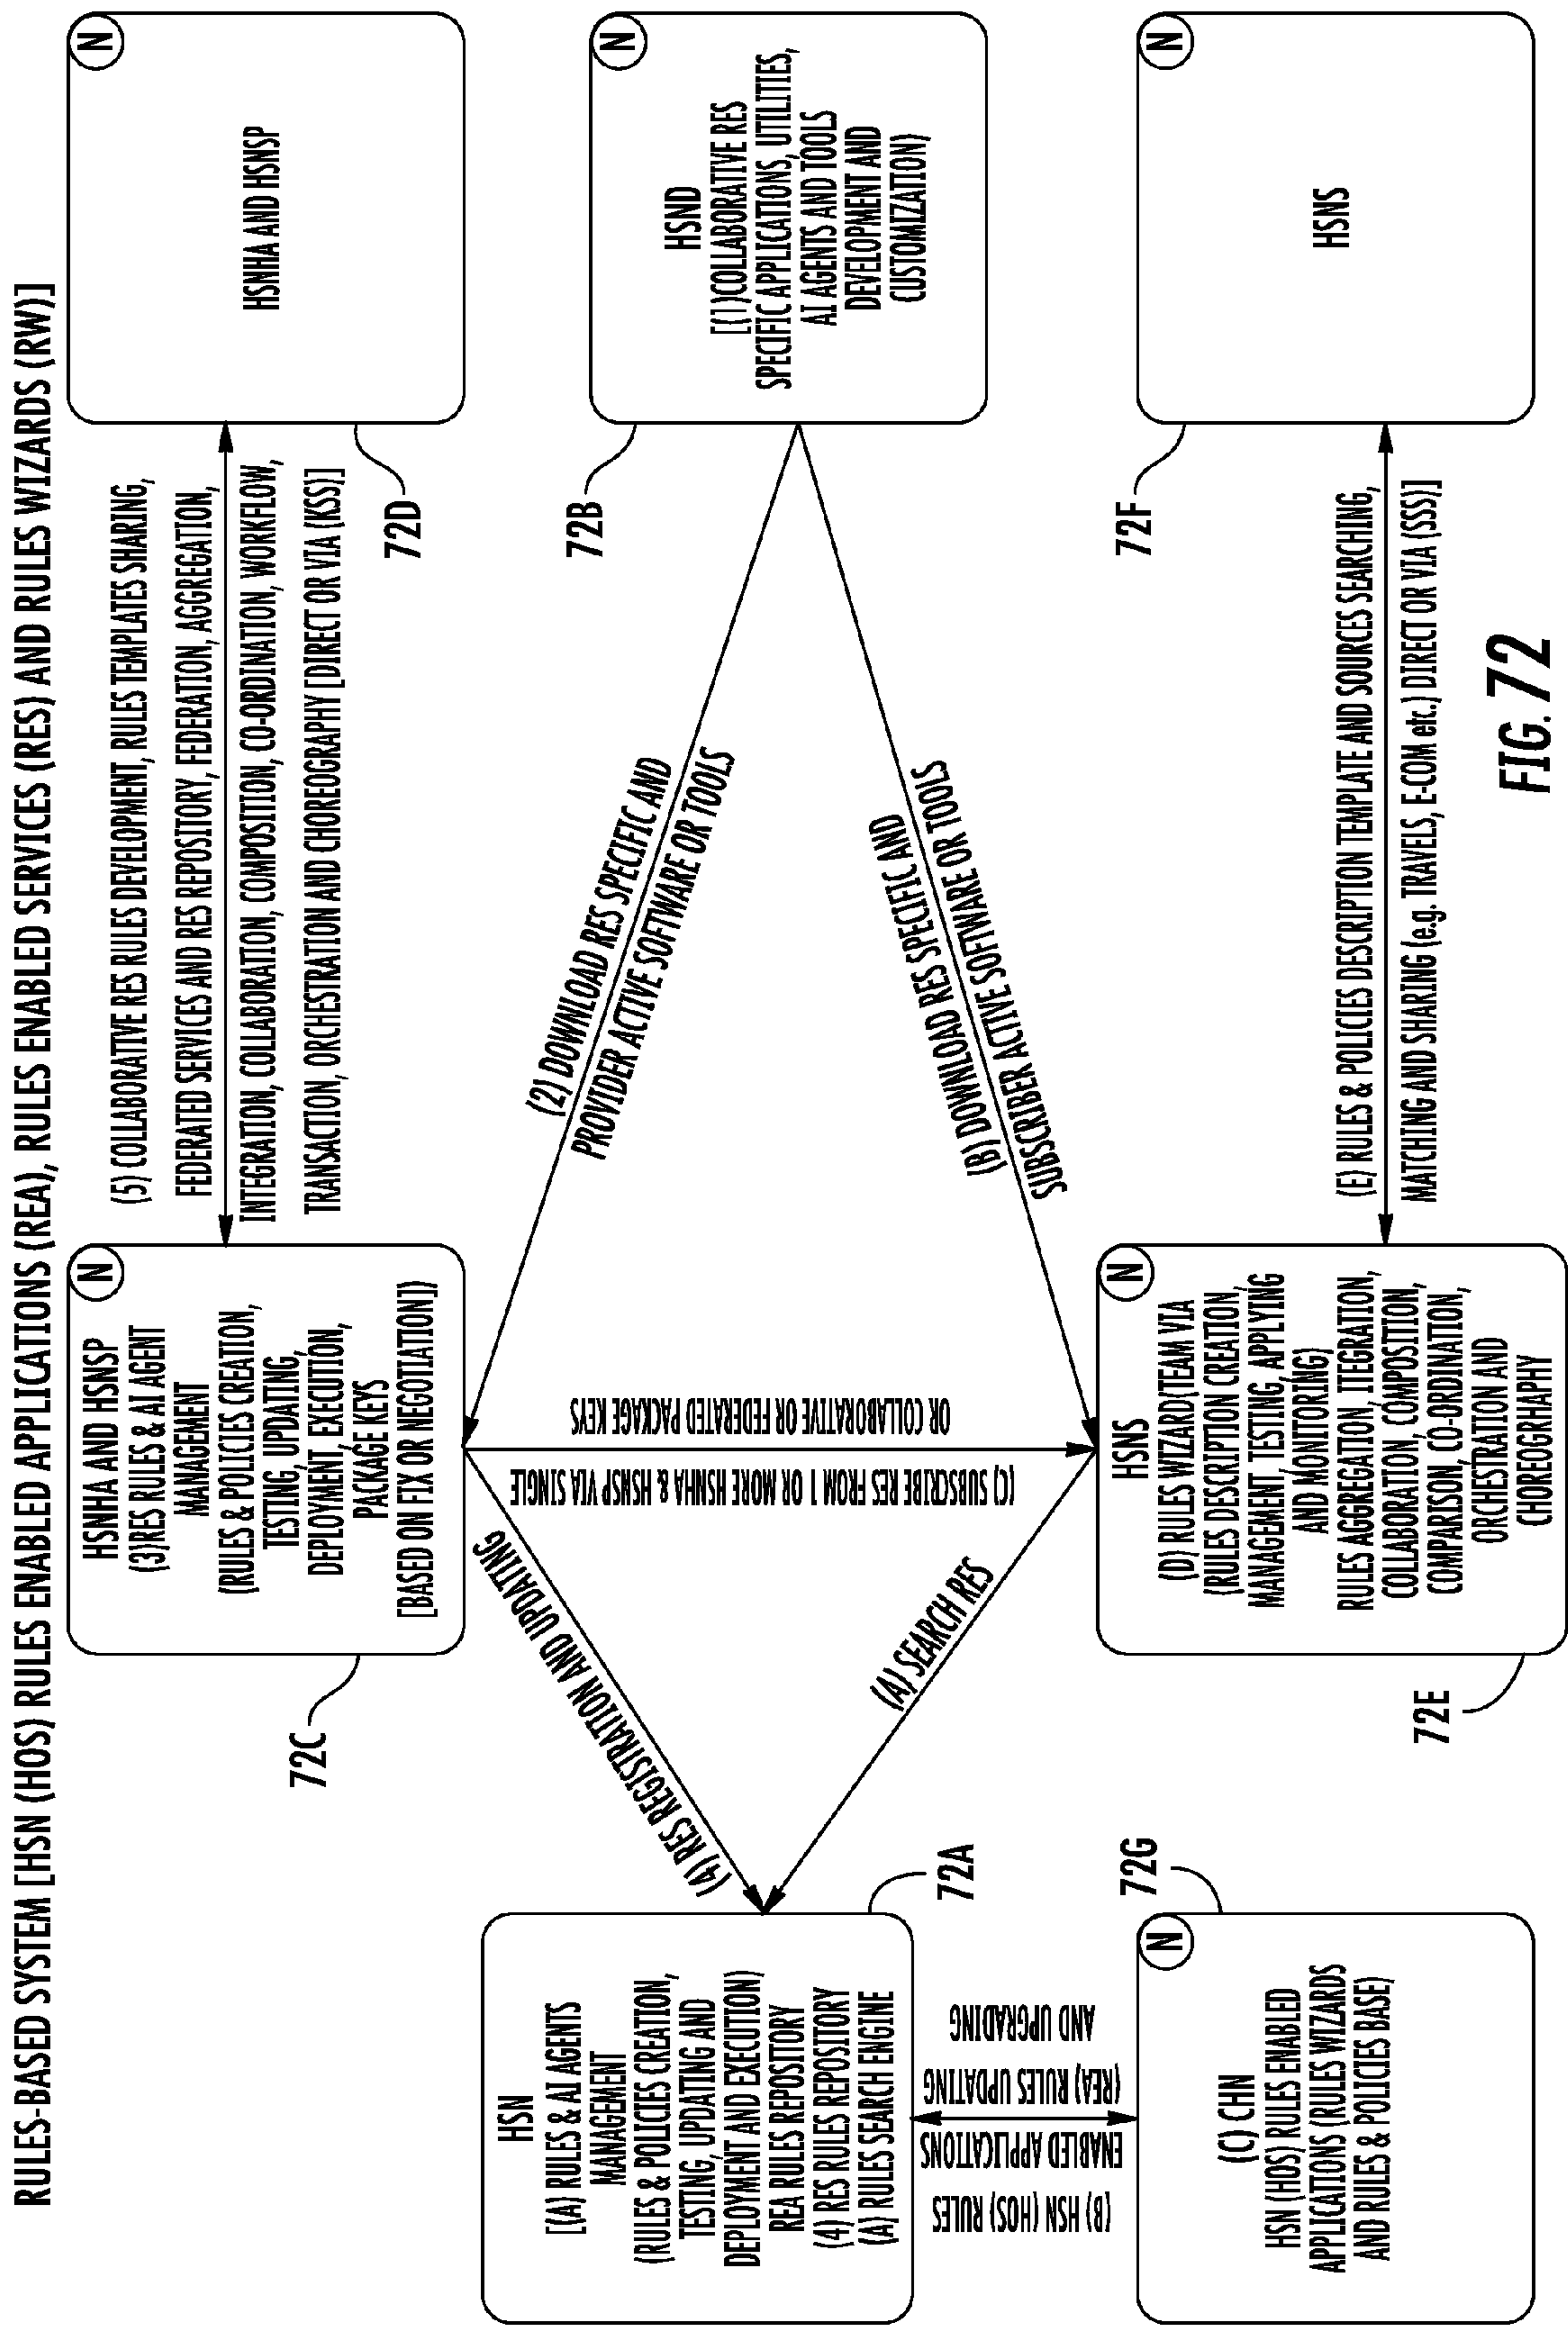 RULES-BASED SYSTEM [HSN (HOS) RULES ENABLED APPLICATIONS (REA), RULES ENABLED SERVICES (RES) AND RULES WIZARDS (RW)]
N
HSNHA AND HSNSP
(3)RES RULES & AI AGENT
MANAGEMENT
(RULES & POLICIES CREATION,
TESTING, UPDATING,
DEPLOYMENT, EXECUTION,
PACKAGE KEYS
[BASED ON FIX OR NEGOTIATION])
72C
(5) COLLABORATIVE RES RULES DEVELOPMENT, RULES TEMPLATES SHARING,
FEDERATED SERVICES AND RES REPOSITORY, FEDERATION, AGGREGATION,
INTEGRATION, COLLABORATION, COMPOSITION, CO-ORDINATION, WORKFLOW,
TRANSACTION, ORCHESTRATION AND CHOREOGRAPHY [DIRECT OR VIA (KSS)]
N
HSNHA AND HSNSP
72D
HSN
[(A) RULES & AI AGENTS
MANAGEMENT
(RULES & POLICIES CREATION,
TESTING, UPDATING AND
DEPLOYMENT AND EXECUTION)
REA RULES REPOSITORY
(4) RES RULES REPOSITORY
(A) RULES SEARCH ENGINE
72A
(4) RES REGISTRATION AND UPDATING
(A) SEARCH RES
(C) SUBSCRIBE RES FROM 1 OR MORE HSNHA & HSNSP VIA SINGLE
OR COLLABORATIVE OR FEDERATED PACKAGE KEYS
(2) DOWNLOAD RES SPECIFIC AND
PROVIDER ACTIVE SOFTWARE OR TOOLS
(B) DOWNLOAD RES SPECIFIC AND
SUBSCRIBER ACTIVE SOFTWARE OR TOOLS
N
HSND
[(1)COLLABORATIVE RES
SPECIFIC APPLICATIONS, UTILITIES,
AI AGENTS AND TOOLS
DEVELOPMENT AND
CUSTOMIZATION)
72B
(B) HSN (HOS) RULES
ENABLED APPLICATIONS
(REA) RULES UPDATING
AND UPGRADING
N
(C) CHN
HSN (HOS) RULES ENABLED
APPLICATIONS (RULES WIZARDS
AND RULES & POLICIES BASE)
72G
N
HSNS
(D) RULES WIZARD(TEAM VIA
(RULES DESCRIPTION CREATION,
MANAGEMENT, TESTING, APPLYING
AND MONITORING)
RULES AGGREGATION, ITEGRATION,
COLLABORATION, COMPOSITION,
COMPARISON, CO-ORDINATION,
ORCHESTRATION AND
CHOREOGRHAPHY
72E
(E) RULES & POLICIES DESCRIPTION TEMPLATE AND SOURCES SEARCHING,
MATCHING AND SHARING (e.g. TRAVELS, E-COM etc.) DIRECT OR VIA (SSS)]
N
HSNS
72F
FIG. 72